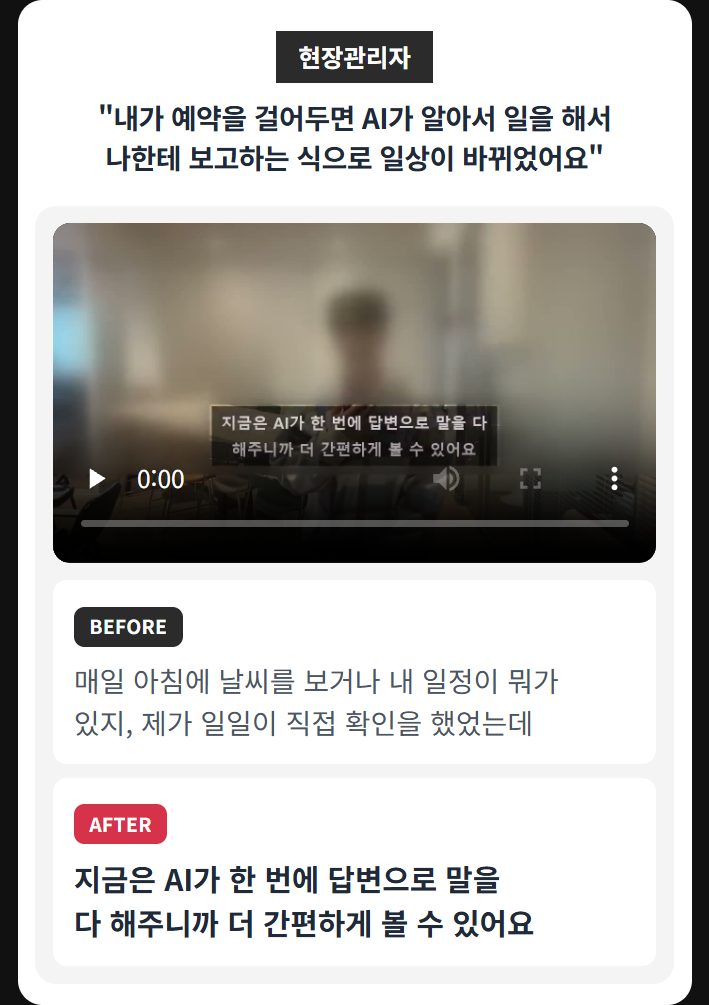 현장관리자
"내가 예약을 걸어두면 AI가 알아서 일을 해서
나한테 보고하는 식으로 일상이 바뀌었어요"
지금은 AI가 한 번에 답변으로 말을 다
해주니까 더 간편하게 볼 수 있어요
0:00
BEFORE
매일 아침에 날씨를 보거나 내 일정이 뭐가
있지, 제가 일일이 직접 확인을 했었는데
AFTER
지금은 AI가 한 번에 답변으로 말을
다 해주니까 더 간편하게 볼 수 있어요